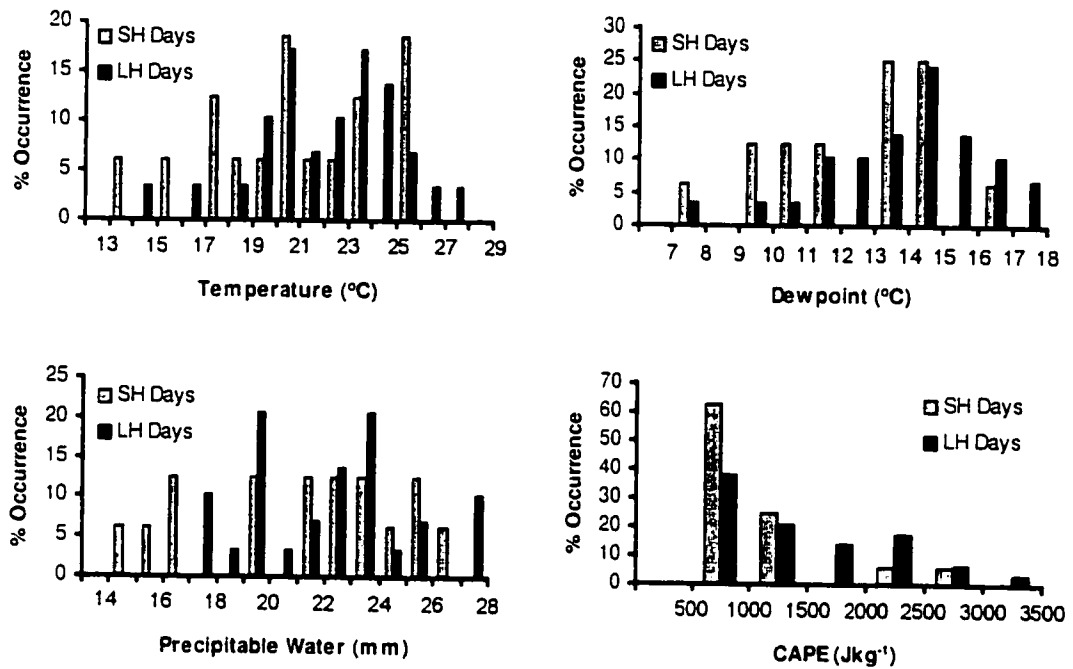 % Occurrence
20
15
10
5
0
SH Days
LH Days
13 15 17 19 21 23 25 27 29
Temperature (ºC)
% Occurrence
30
25
20
15
10
5
0
SH Days
LH Days
7 8 9 10 11 12 13 14 15 16 17 18
Dewpoint (ºC)
% Occurrence
25
20
15
10
5
0
SH Days
LH Days
14 16 18 20 22 24 26 28
Precipitable Water (mm)
% Occurrence
70
60
50
40
30
20
10
0
SH Days
LH Days
500 1000 1500 2000 2500 3000 3500
CAPE (Jkg⁻¹)